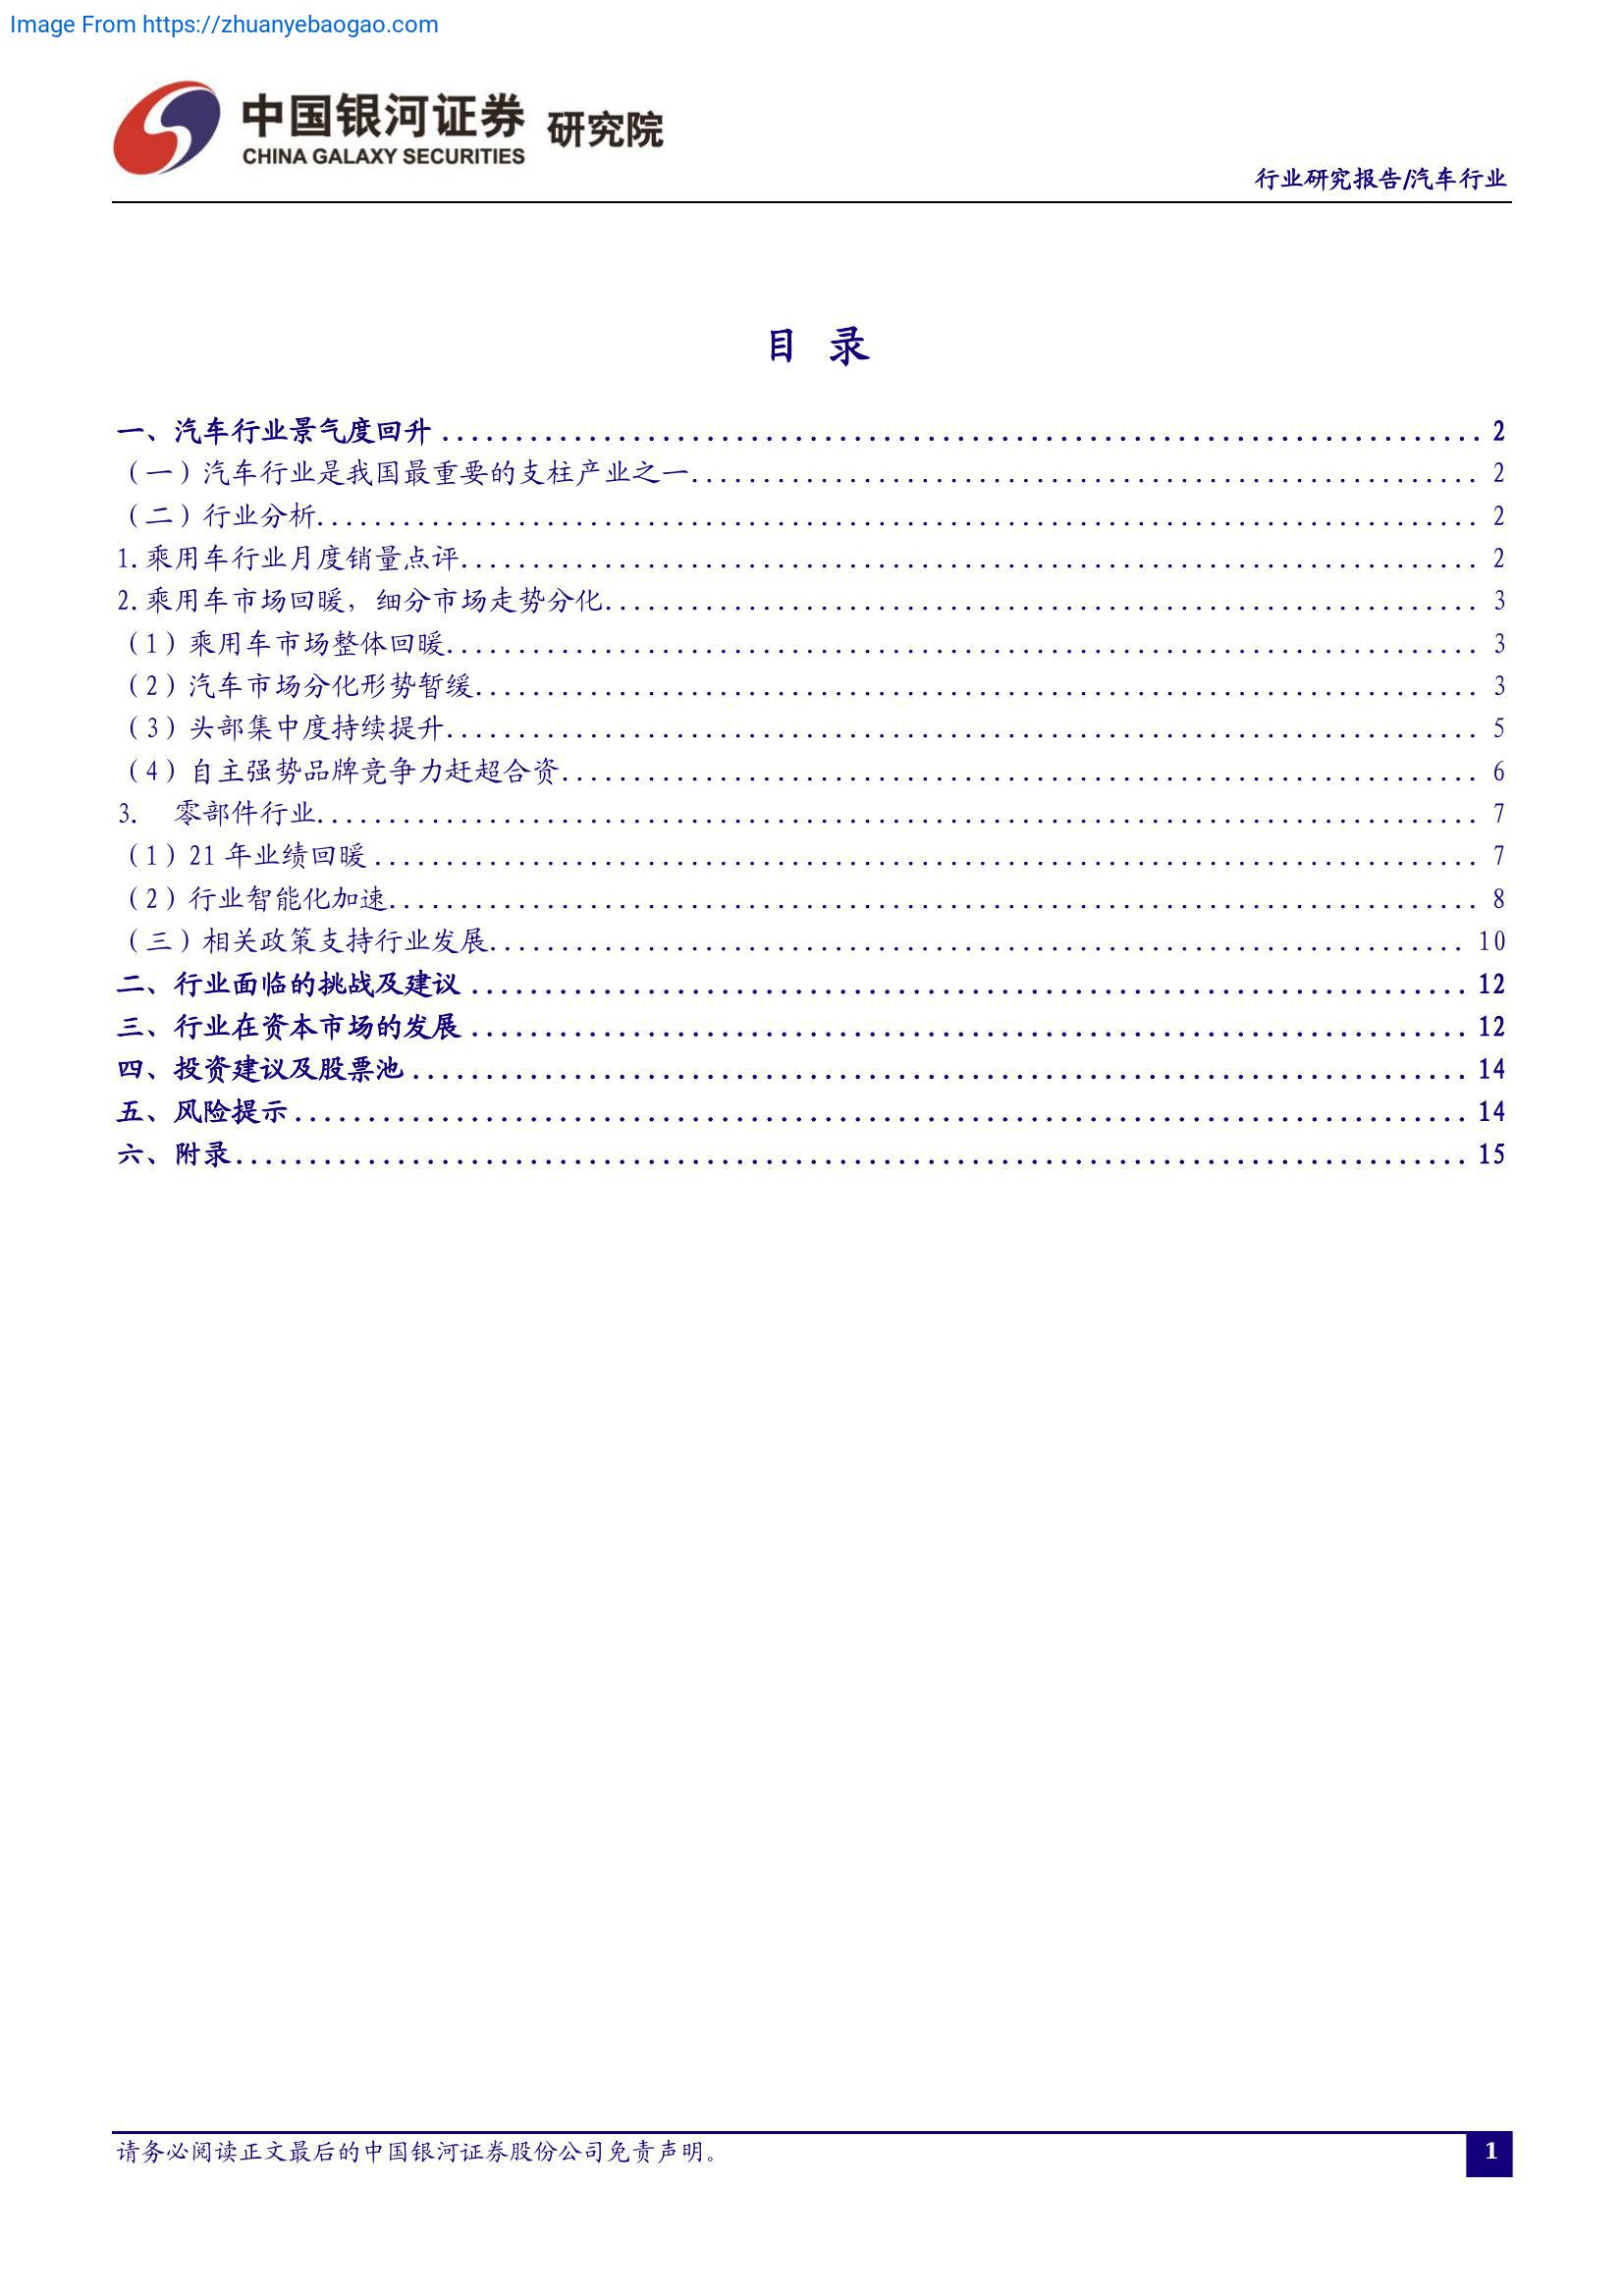 Image From https://zhuanyebaogao.com
中国银河证券 研究院
CHINA GALAXY SECURITIES
行业研究报告/汽车行业
目 录
一、汽车行业景气度回升 2
（一）汽车行业是我国最重要的支柱产业之一 2
（二）行业分析 2
1.乘用车行业月度销量点评 2
2.乘用车市场回暖，细分市场走势分化 3
（1）乘用车市场整体回暖 3
（2）汽车市场分化形势暂缓 3
（3）头部集中度持续提升 5
（4）自主强势品牌竞争力赶超合资 6
3. 零部件行业 7
（1）21 年业绩回暖 7
（2）行业智能化加速 8
（三）相关政策支持行业发展 10
二、行业面临的挑战及建议 12
三、行业在资本市场的发展 12
四、投资建议及股票池 14
五、风险提示 14
六、附录 15
请务必阅读正文最后的中国银河证券股份公司免责声明。
1